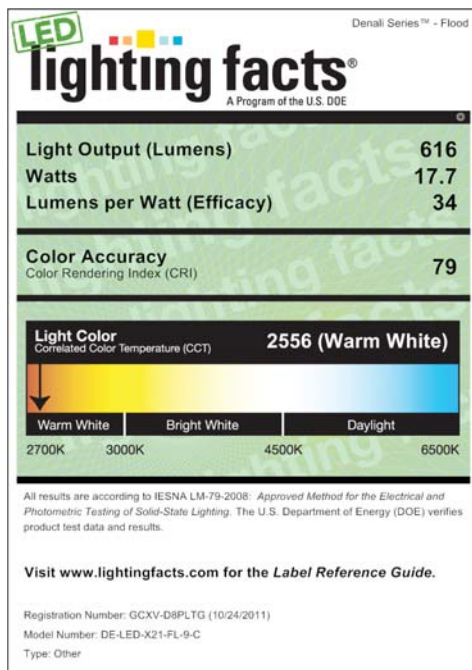 Denali Series™ - Flood
LED
lighting facts®
A Program of the U.S. DOE
Light Output (Lumens) 616
Watts 17.7
Lumens per Watt (Efficacy) 34
Color Accuracy
Color Rendering Index (CRI) 79
Light Color
Correlated Color Temperature (CCT) 2556 (Warm White)
Warm White Bright White Daylight
2700K 3000K 4500K 6500K
All results are according to IESNA LM-79-2008: Approved Method for the Electrical and
Photometric Testing of Solid-State Lighting. The U.S. Department of Energy (DOE) verifies
product test data and results.
Visit www.lightingfacts.com for the Label Reference Guide.
Registration Number: GCXV-D8PLTG (10/24/2011)
Model Number: DE-LED-X21-FL-9-C
Type: Other